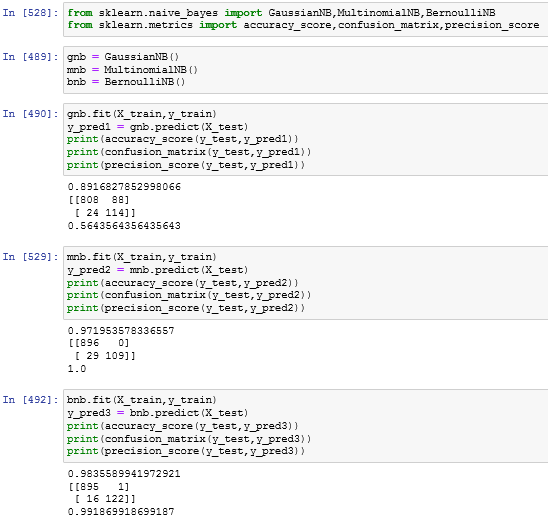 In [528]: from sklearn.naive_bayes import GaussianNB,MultinomialNB,BernoulliNB
from sklearn.metrics import accuracy_score,confusion_matrix,precision_score
In [489]: gnb = GaussianNB()
mnb = MultinomialNB()
bnb = BernoulliNB()
In [490]: gnb.fit(X_train,y_train)
y_pred1 = gnb.predict(X_test)
print(accuracy_score(y_test,y_pred1))
print(confusion_matrix(y_test,y_pred1))
print(precision_score(y_test,y_pred1))
0.8916827852998066
[[808  88]
 [ 24 114]]
0.5643564356435643
In [529]: mnb.fit(X_train,y_train)
y_pred2 = mnb.predict(X_test)
print(accuracy_score(y_test,y_pred2))
print(confusion_matrix(y_test,y_pred2))
print(precision_score(y_test,y_pred2))
0.971953578336557
[[896   0]
 [ 29 109]]
1.0
In [492]: bnb.fit(X_train,y_train)
y_pred3 = bnb.predict(X_test)
print(accuracy_score(y_test,y_pred3))
print(confusion_matrix(y_test,y_pred3))
print(precision_score(y_test,y_pred3))
0.9835589941972921
[[895   1]
 [ 16 122]]
0.991869918699187